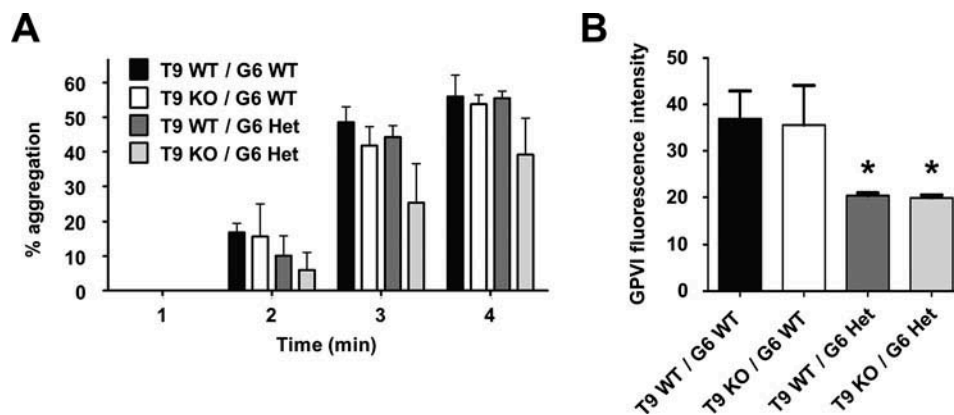 A
B
T9 WT / G6 WT
T9 KO / G6 WT
T9 WT / G6 Het
T9 KO / G6 Het
% aggregation
60
50
40
30
20
10
0
1
2
3
4
Time (min)
GPVI fluorescence intensity
50
40
30
20
10
0
*
*
T9 WT / G6 WT
T9 KO / G6 WT
T9 WT / G6 Het
T9 KO / G6 Het